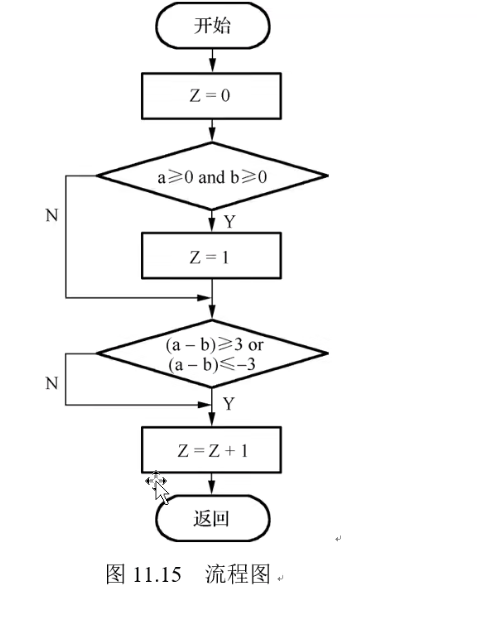 开始
Z = 0
a≥0 and b≥0
N
Y
Z = 1
(a – b)≥3 or
(a – b)≤–3
N
Y
Z = Z + 1
返回
图 11.15 流程图